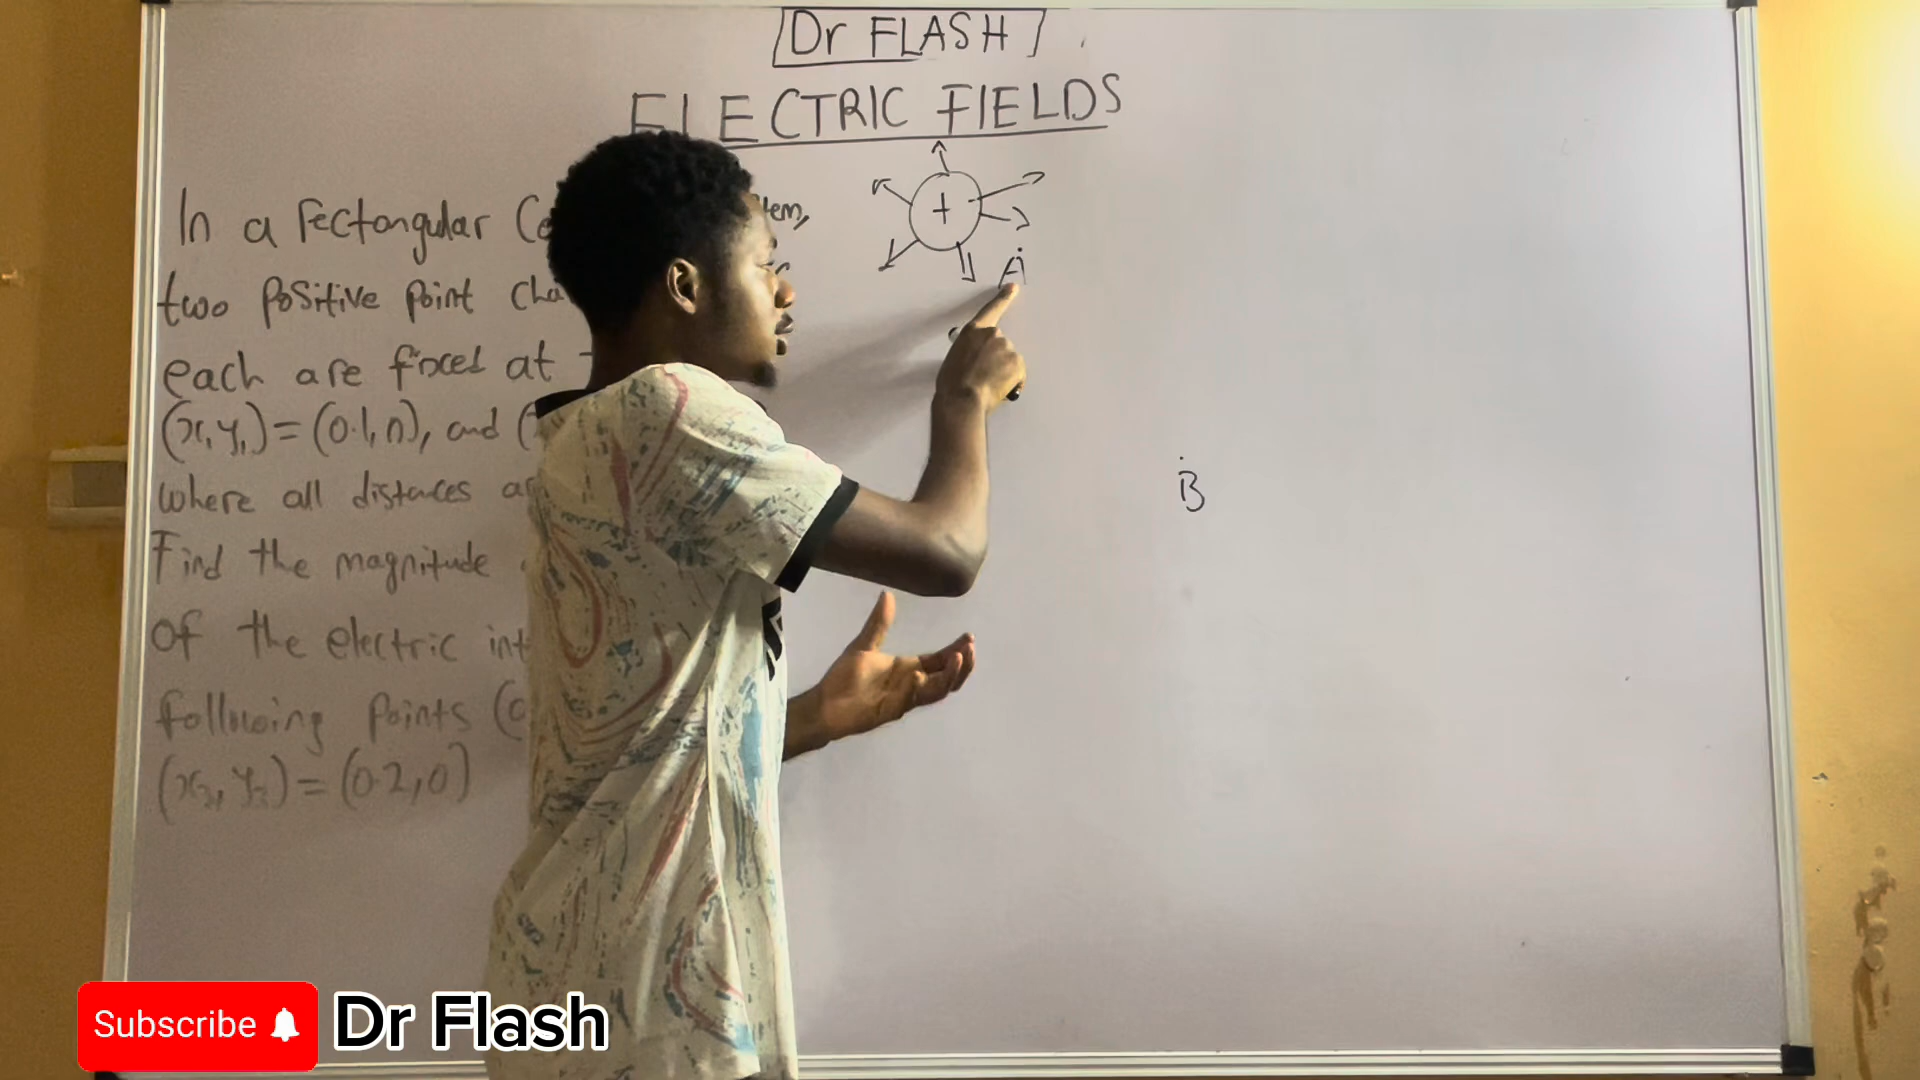 Dr FLASH
ELECTRIC FIELDS
In a rectangular
two positive point
each are fixed at
(x₁, y₁) = (0.1, 0), and
where all distances
Find the magnitude
of the electric
following points
(x₂, y₂) = (0.2, 0)
+
A
B
Subscribe
Dr Flash